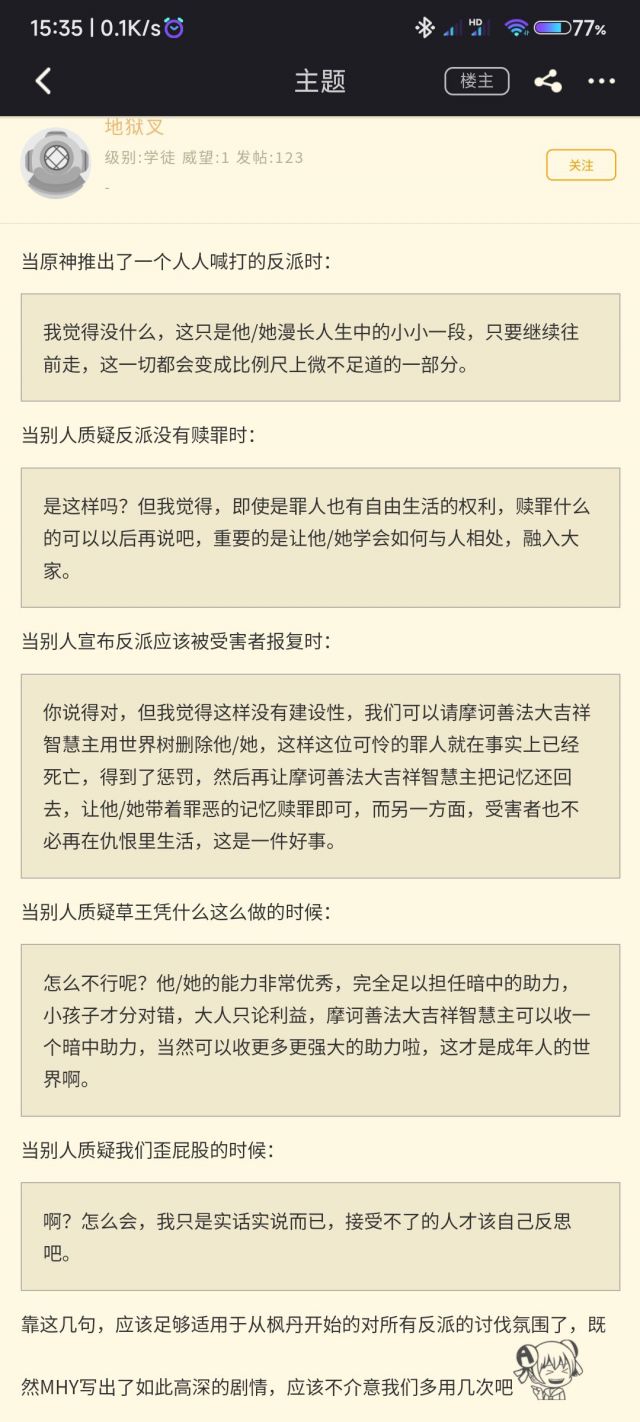 15:35 | 0.1K/s
HD
77%
主题
楼主
地狱叉
级别:学徒 威望:1 发帖:123
-
关注
当原神推出了一个人人喊打的反派时：
我觉得没什么，这只是他/她漫长人生中的小小一段，只要继续往
前走，这一切都会变成比例尺上微不足道的一部分。
当别人质疑反派没有赎罪时：
是这样吗？但我觉得，即使是罪人也有自由生活的权利，赎罪什么
的可以以后再说吧，重要的是让他/她学会如何与人相处，融入大
家。
当别人宣布反派应该被受害者报复时：
你说得对，但我觉得这样没有建设性，我们可以请摩诃善法大吉祥
智慧主用世界树删除他/她，这样这位可怜的罪人就在事实上已经
死亡，得到了惩罚，然后再让摩诃善法大吉祥智慧主把记忆还回
去，让他/她带着罪恶的记忆赎罪即可，而另一方面，受害者也不
必再在仇恨里生活，这是一件好事。
当别人质疑草王凭什么这么做的时候：
怎么不行呢？他/她的能力非常优秀，完全足以担任暗中的助力，
小孩子才分对错，大人只论利益，摩诃善法大吉祥智慧主可以收一
个暗中助力，当然可以收更多更强大的助力啦，这才是成年人的世
界啊。
当别人质疑我们歪屁股的时候：
啊？怎么会，我只是实话实说而已，接受不了的人才该自己反思
吧。
靠这几句，应该足够适用于从枫丹开始的对所有反派的讨伐氛围了，既
然MHY写出了如此高深的剧情，应该不介意我们多用几次吧